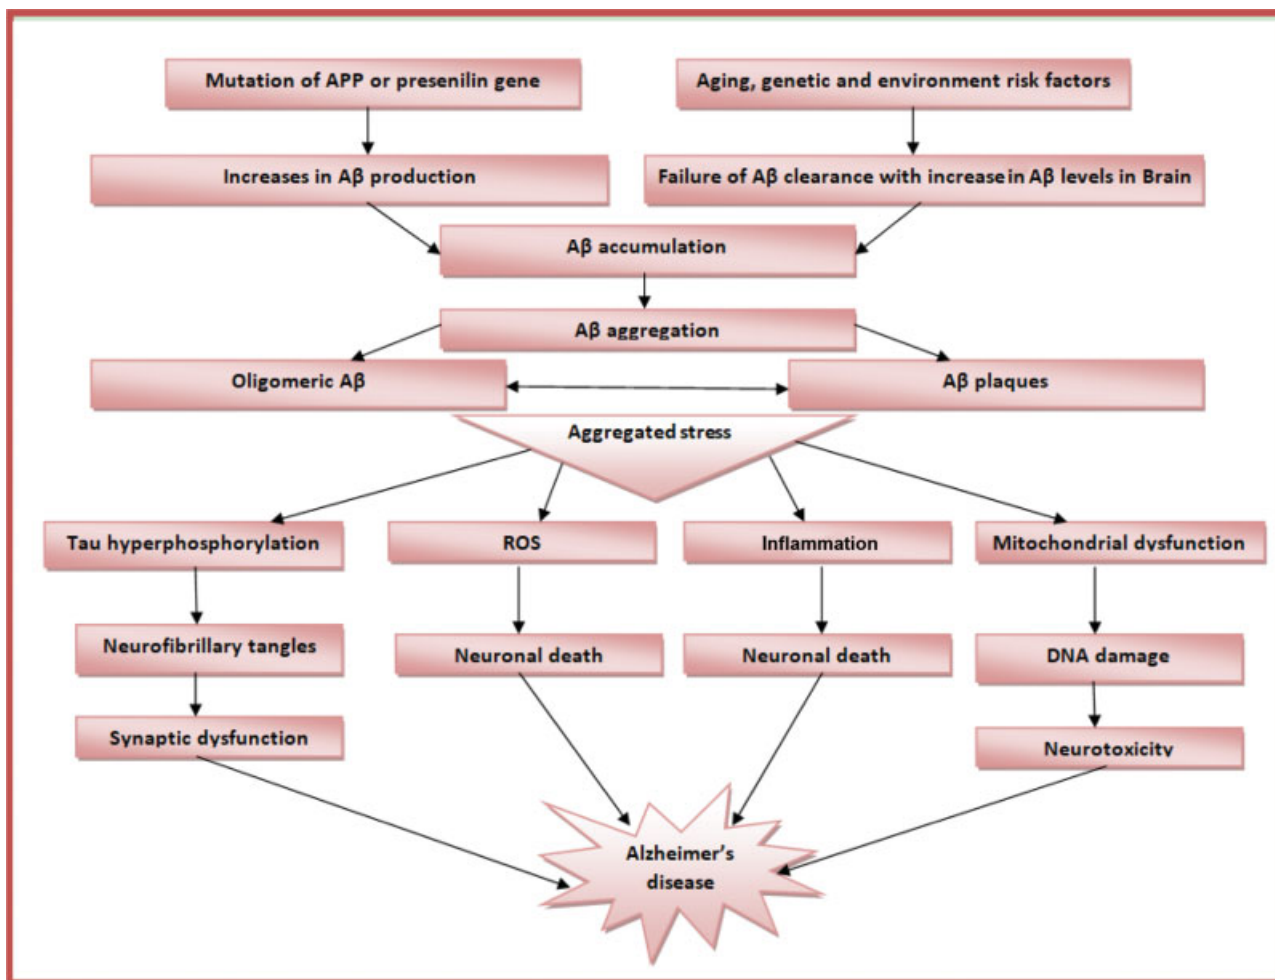 Mutation of APP or presenilin gene
Aging, genetic and environment risk factors
Increases in Aβ production
Failure of Aβ clearance with increase in Aβ levels in Brain
Aβ accumulation
Aβ aggregation
Oligomeric Aβ
Aβ plaques
Aggregated stress
Tau hyperphosphorylation
ROS
Inflammation
Mitochondrial dysfunction
Neurofibrillary tangles
Neuronal death
Neuronal death
DNA damage
Synaptic dysfunction
Neurotoxicity
Alzheimer's
disease